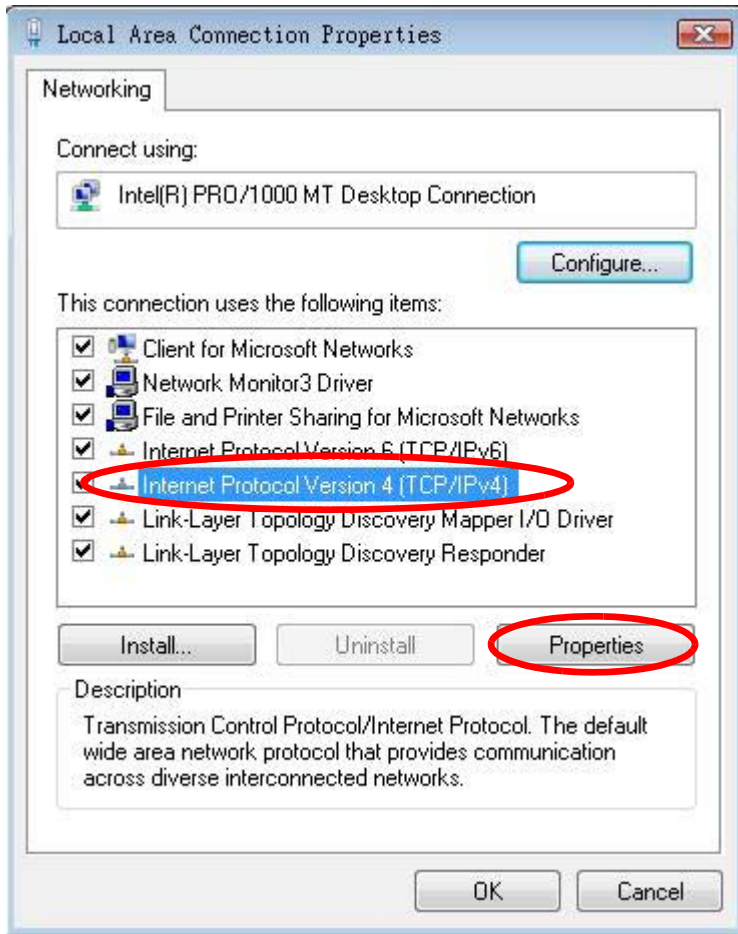 Local Area Connection Properties
Networking
Connect using:
Intel(R) PRO/1000 MT Desktop Connection
Configure...
This connection uses the following items:
Client for Microsoft Networks
Network Monitor3 Driver
File and Printer Sharing for Microsoft Networks
Internet Protocol Version 6 (TCP/IPv6)
Internet Protocol Version 4 (TCP/IPv4)
Link-Layer Topology Discovery Mapper I/O Driver
Link-Layer Topology Discovery Responder
Install...
Uninstall
Properties
Description
Transmission Control Protocol/Internet Protocol. The default
wide area network protocol that provides communication
across diverse interconnected networks.
OK
Cancel